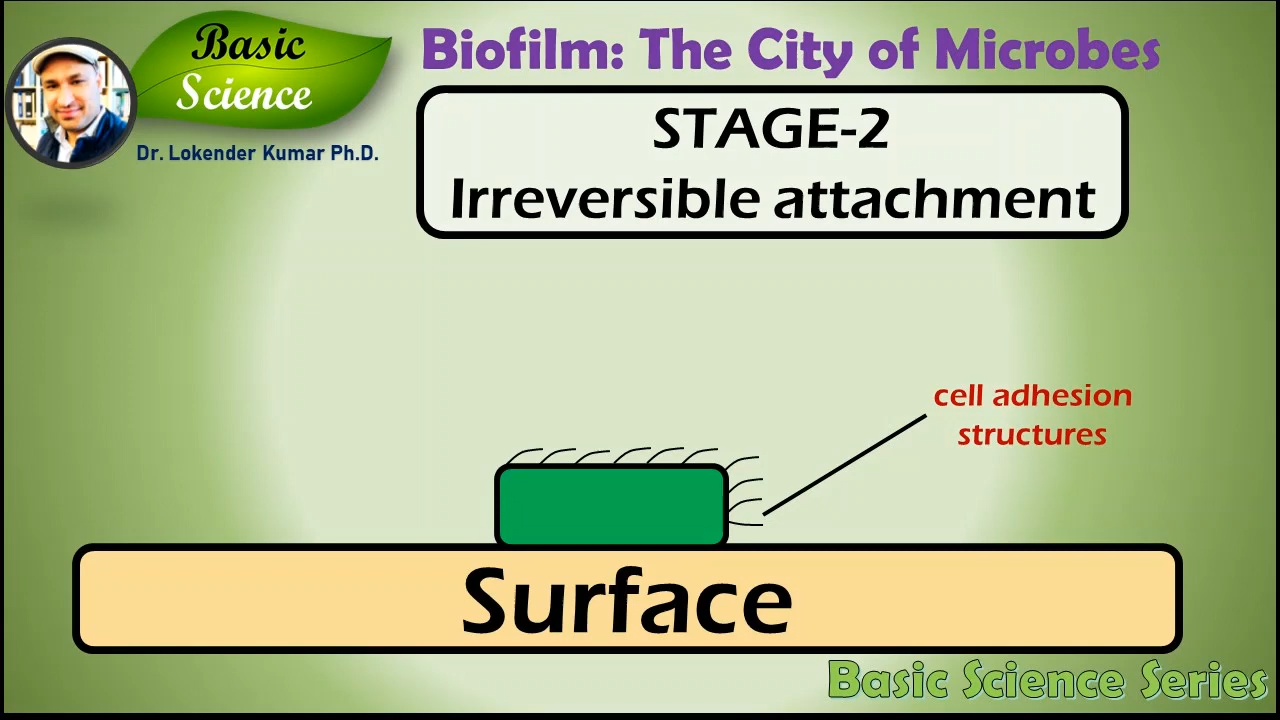 Basic
Science
Dr. Lokender Kumar Ph.D.
Biofilm: The City of Microbes
STAGE-2
Irreversible attachment
cell adhesion
structures
Surface
Basic Science Series